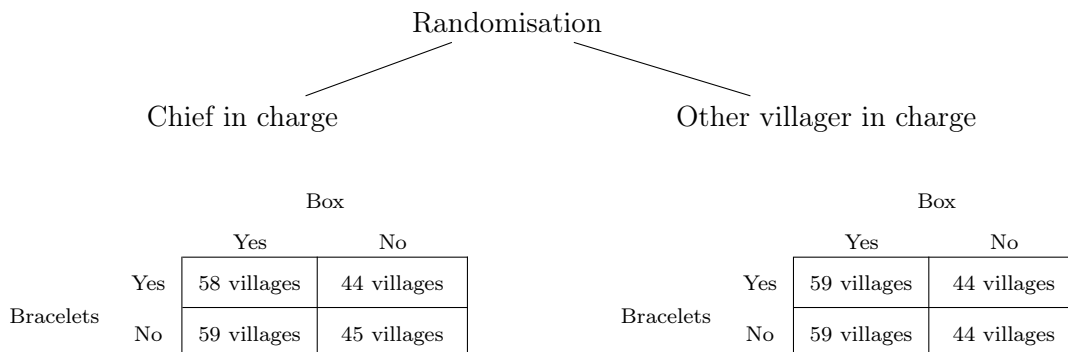 Randomisation
Chief in charge Other villager in charge
Box Box
Yes No Yes No
Yes 58 villages 44 villages Yes 59 villages 44 villages
Bracelets Bracelets
No 59 villages 45 villages No 59 villages 44 villages